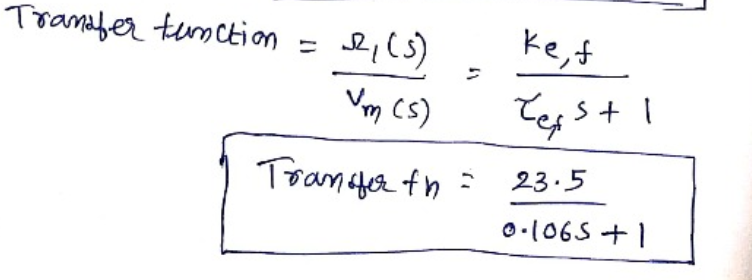 Transfer function = Ω₁(s) / Vm(s) = Ke,f / τe,f s + 1
Transfer fn = 23.5 / 0.106s + 1